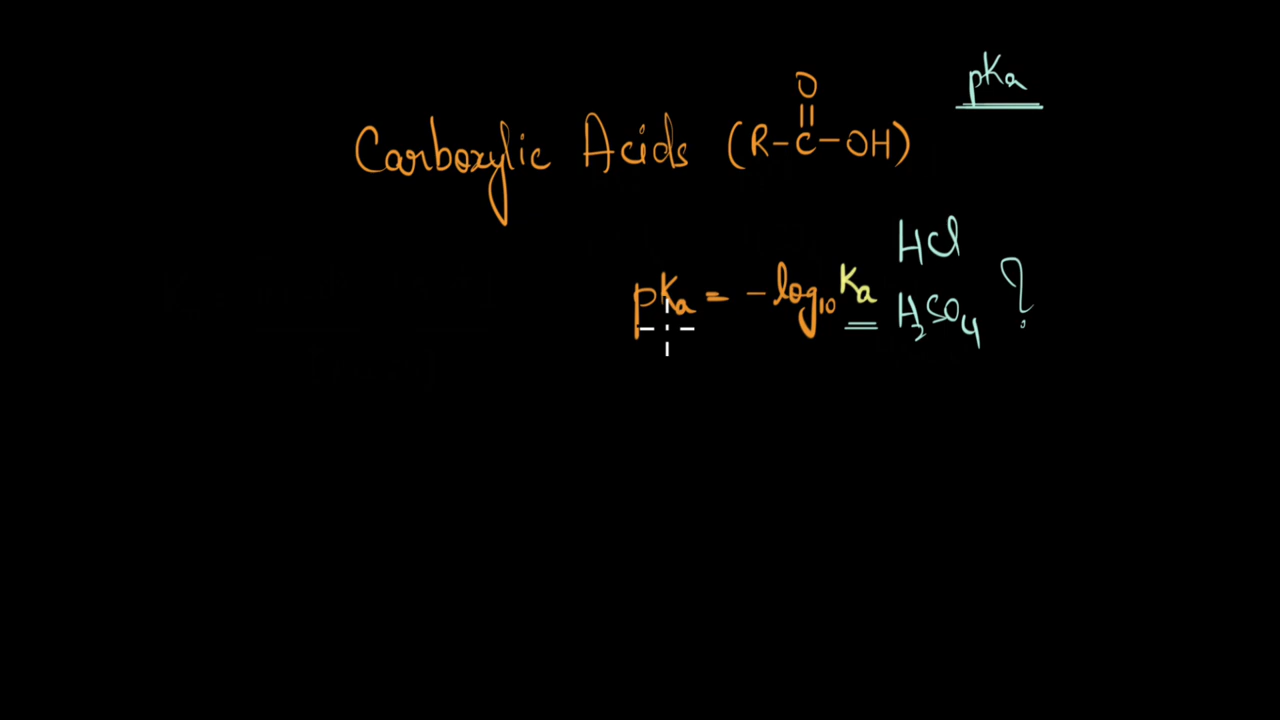 pKa
O
||
Carboxylic Acids (R-C-OH)
HCl
pKa = -log₁₀ Ka
H₂SO₄ ?